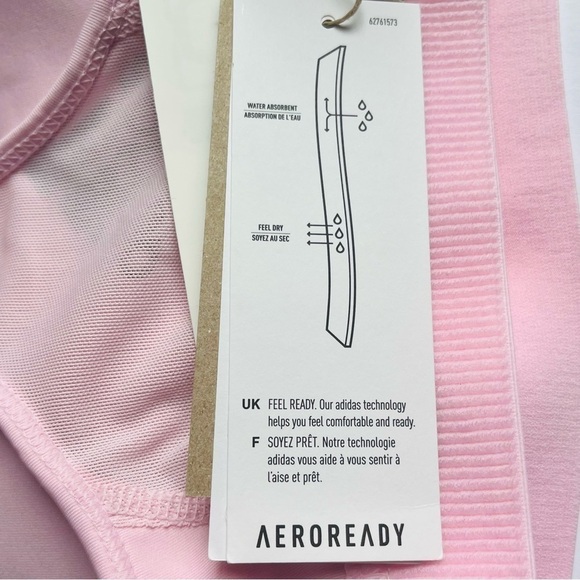 62761573
WATER ABSORBENT
ABSORPTION DE L'EAU
FEEL DRY
SOYEZ AU SEC
UK FEEL READY. Our adidas technology
helps you feel comfortable and ready.
F SOYEZ PRÊT. Notre technologie
adidas vous aide à vous sentir à
l'aise et prêt.
AEROREADY